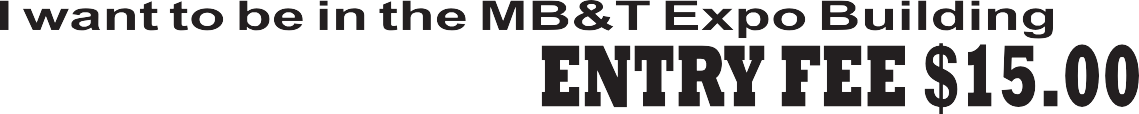 I want to be in the MB&T Expo Building
ENTRY FEE $15.00